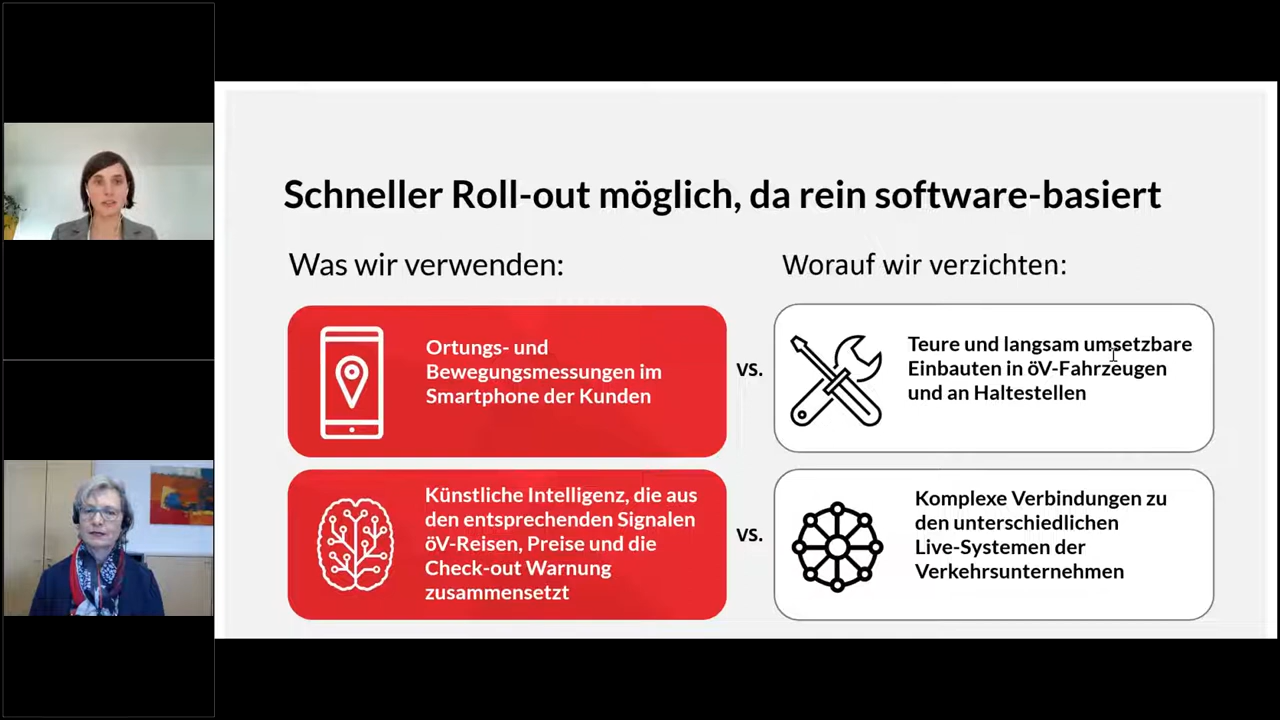 Schneller Roll-out möglich, da rein software-basiert
Was wir verwenden:
Worauf wir verzichten:
Ortungs- und
Bewegungsmessungen im
Smartphone der Kunden
vs.
Teure und langsam umsetzbare
Einbauten in öV-Fahrzeugen
und an Haltestellen
Künstliche Intelligenz, die aus
den entsprechenden Signalen
öV-Reisen, Preise und die
Check-out Warnung
zusammensetzt
vs.
Komplexe Verbindungen zu
den unterschiedlichen
Live-Systemen der
Verkehrsunternehmen